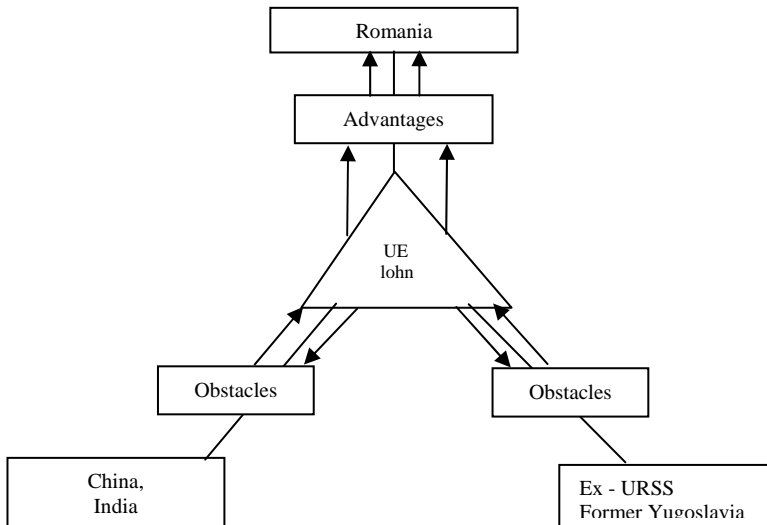 Romania
Advantages
UE
lohn
Obstacles
Obstacles
China,
India
Ex - URSS
Former Yugoslavia